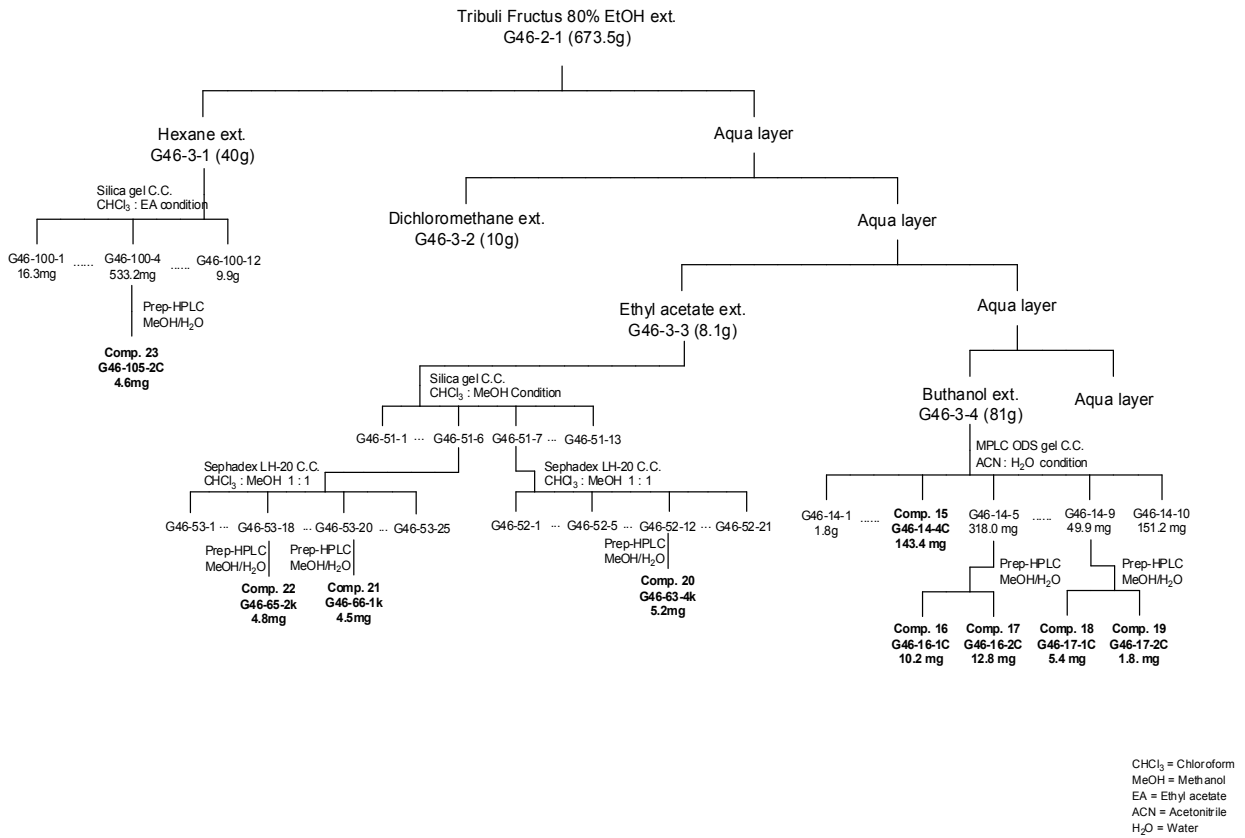 Tribuli Fructus 80% EtOH ext.
G46-2-1 (673.5g)
Hexane ext.
G46-3-1 (40g)
Aqua layer
Silica gel C.C.
CHCl₃ : EA condition
G46-100-1
16.3mg
......
G46-100-4
533.2mg
......
G46-100-12
9.9g
Prep-HPLC
MeOH/H₂O
Comp. 23
G46-105-2C
4.6mg
Dichloromethane ext.
G46-3-2 (10g)
Aqua layer
Ethyl acetate ext.
G46-3-3 (8.1g)
Aqua layer
Silica gel C.C.
CHCl₃ : MeOH Condition
G46-51-1 ... G46-51-6 ... G46-51-7 ... G46-51-13
Sephadex LH-20 C.C.
CHCl₃ : MeOH 1 : 1
G46-53-1 ... G46-53-18 ... G46-53-20 ... G46-53-25
Prep-HPLC
MeOH/H₂O
Comp. 22
G46-65-2k
4.8mg
Prep-HPLC
MeOH/H₂O
Comp. 21
G46-66-1k
4.5mg
Sephadex LH-20 C.C.
CHCl₃ : MeOH 1 : 1
G46-52-1 ... G46-52-5 ... G46-52-12 ... G46-52-21
Prep-HPLC
MeOH/H₂O
Comp. 20
G46-63-4k
5.2mg
Buthanol ext.
G46-3-4 (81g)
Aqua layer
MPLC ODS gel C.C.
ACN : H₂O condition
G46-14-1
1.8g
......
Comp. 15
G46-14-4C
143.4 mg
G46-14-5
318.0 mg
......
G46-14-9
49.9 mg
G46-14-10
151.2 mg
Prep-HPLC
MeOH/H₂O
Comp. 16
G46-16-1C
10.2 mg
Comp. 17
G46-16-2C
12.8 mg
Prep-HPLC
MeOH/H₂O
Comp. 18
G46-17-1C
5.4 mg
Comp. 19
G46-17-2C
1.8. mg
CHCl₃ = Chloroform
MeOH = Methanol
EA = Ethyl acetate
ACN = Acetonitrile
H₂O = Water